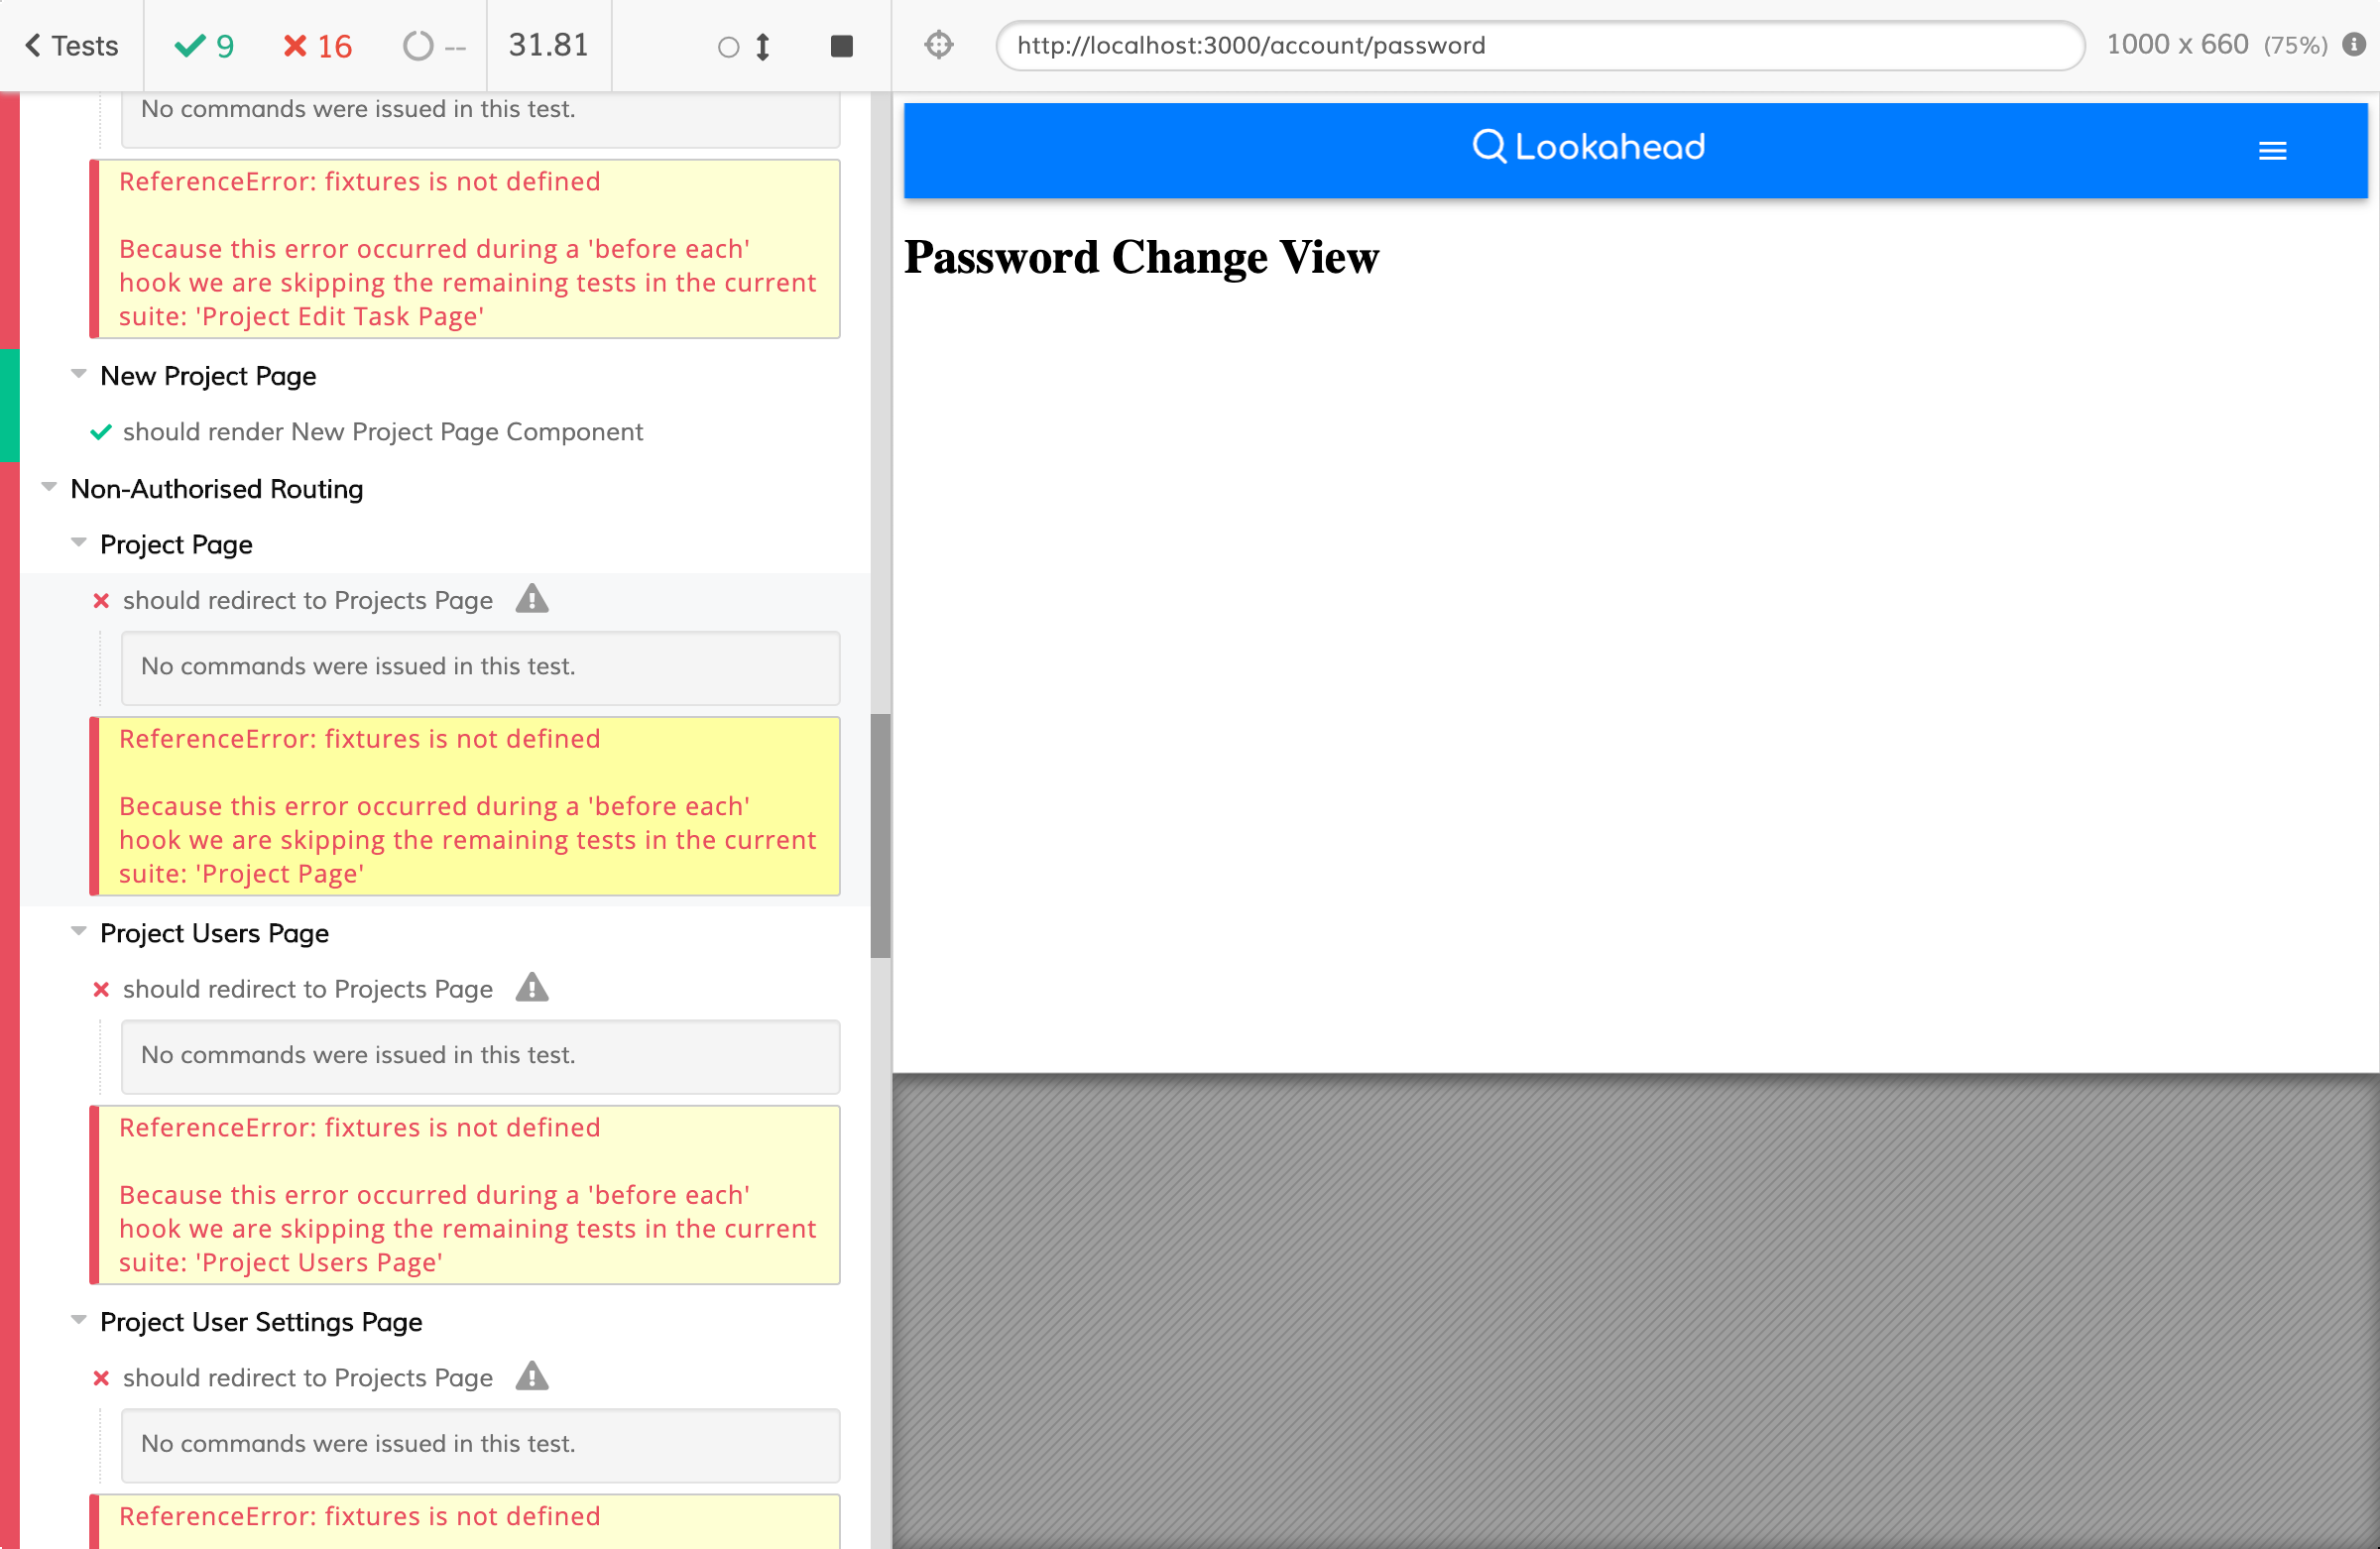 Tests
9
16
--
31.81
http://localhost:3000/account/password
1000 x 660 (75%)
No commands were issued in this test.
ReferenceError: fixtures is not defined
Because this error occurred during a 'before each'
hook we are skipping the remaining tests in the current
suite: 'Project Edit Task Page'
New Project Page
should render New Project Page Component
Non-Authorised Routing
Project Page
should redirect to Projects Page
No commands were issued in this test.
ReferenceError: fixtures is not defined
Because this error occurred during a 'before each'
hook we are skipping the remaining tests in the current
suite: 'Project Page'
Project Users Page
should redirect to Projects Page
No commands were issued in this test.
ReferenceError: fixtures is not defined
Because this error occurred during a 'before each'
hook we are skipping the remaining tests in the current
suite: 'Project Users Page'
Project User Settings Page
should redirect to Projects Page
No commands were issued in this test.
ReferenceError: fixtures is not defined
Lookahead
Password Change View